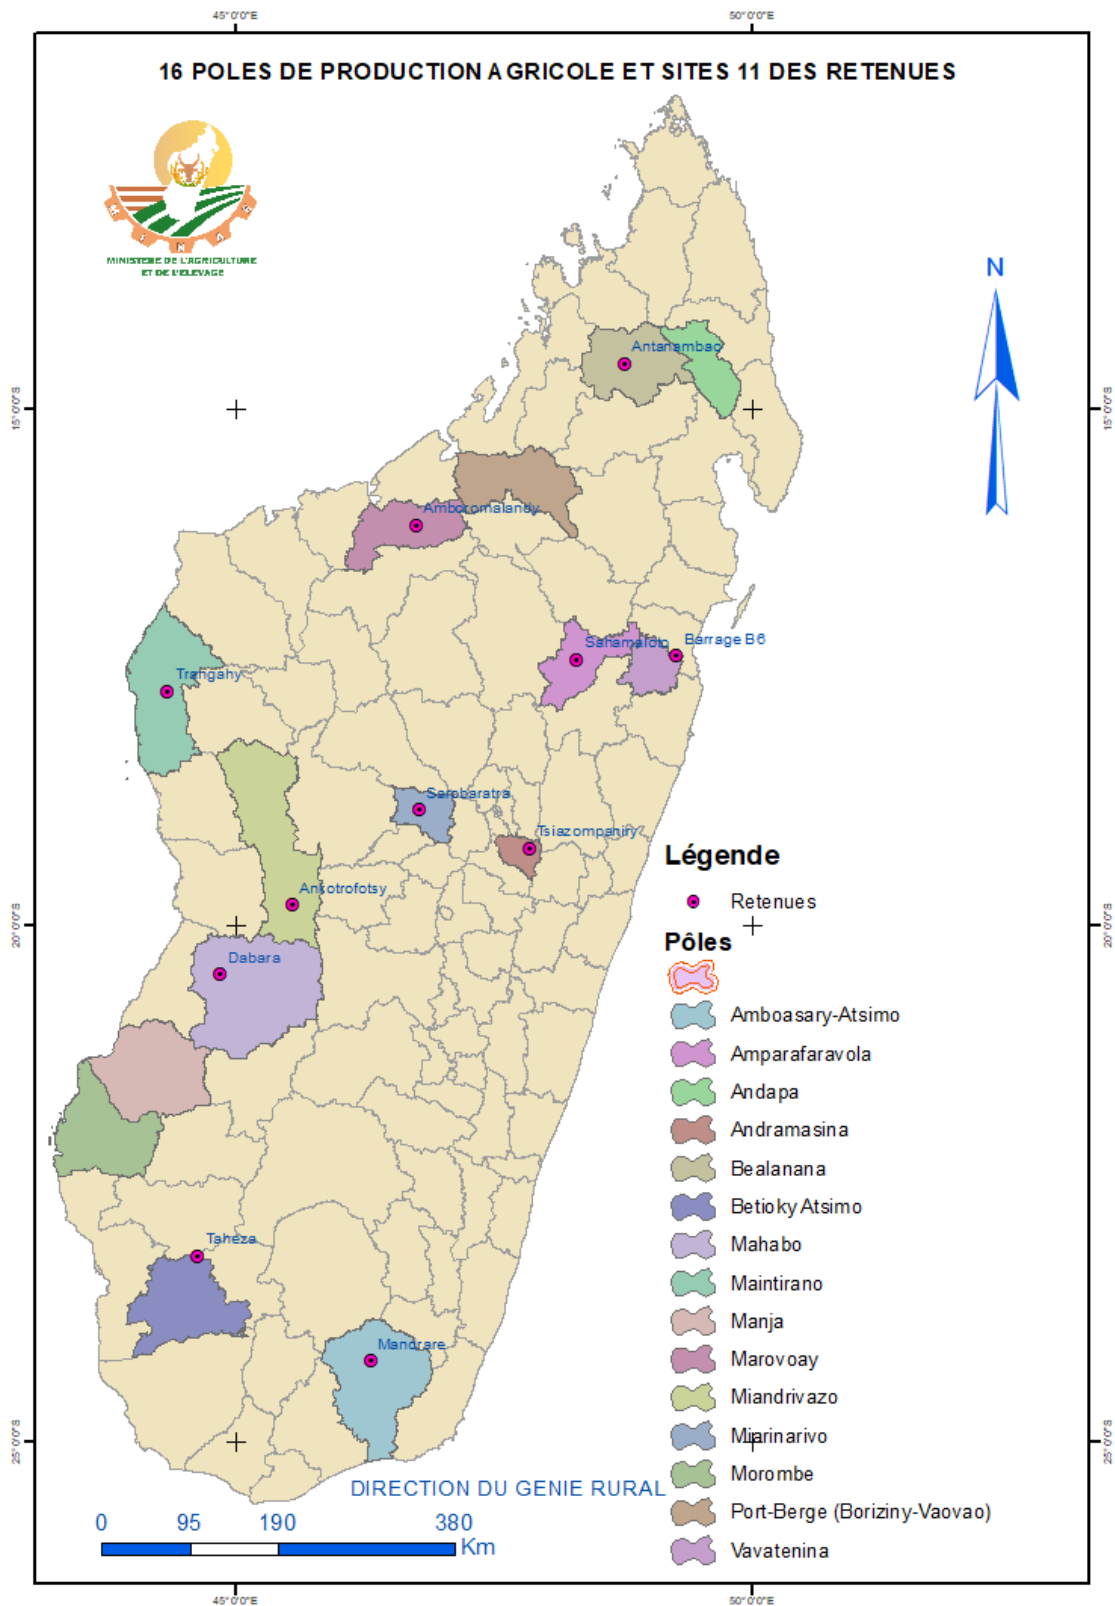 45°0'0"E 50°0'0"E
16 POLES DE PRODUCTION AGRICOLE ET SITES 11 DES RETENUES
MINISTERE DE L'AGRICULTURE
ET DE L'ELEVAGE
N
Antanambao
15°0'0"S 15°0'0"S
Amboromalandy
Sahamaloto
Barrage B6
Trangahy
Sarobaratra
Tsiazompaniry
Ankotrofotsy
Dabara
Taheza
Mandrare
Légende
Retenues
20°0'0"S 20°0'0"S
Pôles
Amboasary-Atsimo
Amparafaravola
Andapa
Andramasina
Bealanana
Betioky Atsimo
Mahabo
Maintirano
Manja
Marovoay
Miandrivazo
Miarinarivo
25°0'0"S 25°0'0"S
Morombe
Port-Berge (Boriziny-Vaovao)
Vavatenina
DIRECTION DU GENIE RURAL
0 95 190 380
Km
45°0'0"E 50°0'0"E